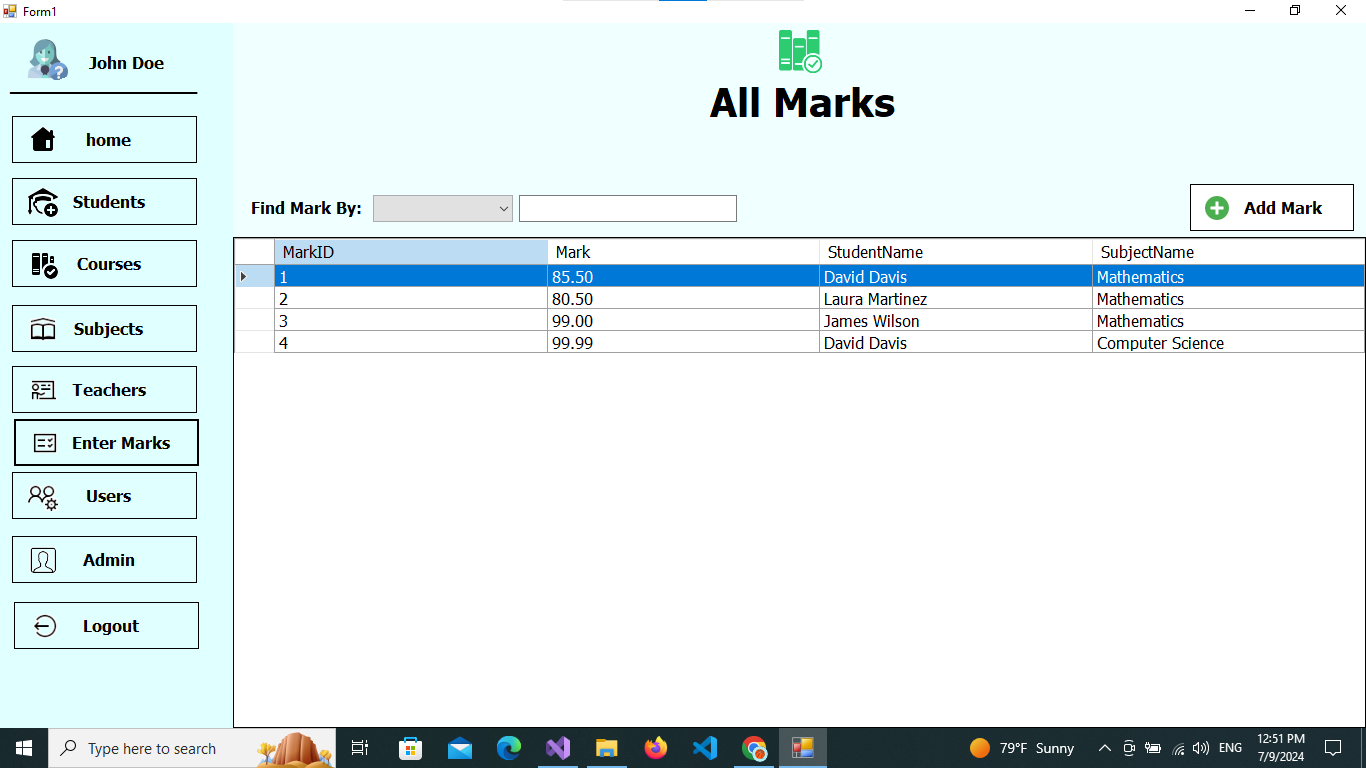 Form1
John Doe
home
Students
Courses
Subjects
Teachers
Enter Marks
Users
Admin
Logout
All Marks
Find Mark By:
Add Mark
MarkID Mark StudentName SubjectName
1 85.50 David Davis Mathematics
2 80.50 Laura Martinez Mathematics
3 99.00 James Wilson Mathematics
4 99.99 David Davis Computer Science
Type here to search
79°F Sunny
ENG
12:51 PM
7/9/2024